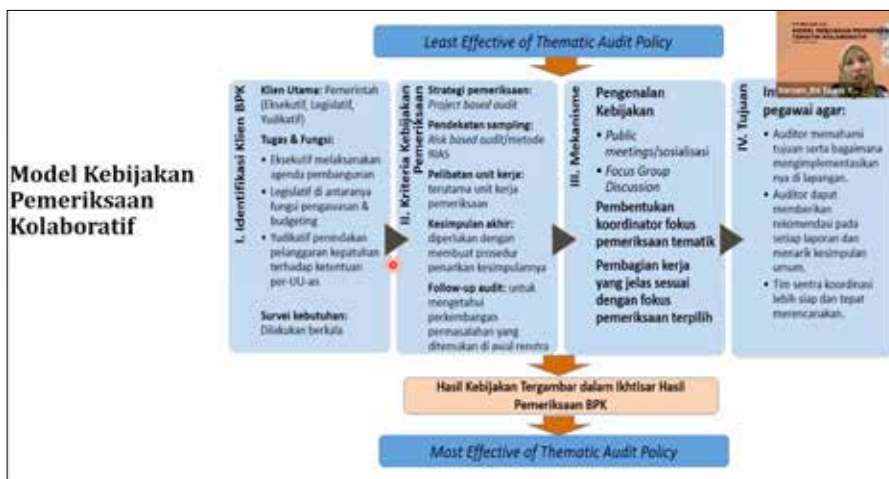 Least Effective of Thematic Audit Policy
MODEL KEBIJAKAN
TEMATIK KOLABORATIF
Model Kebijakan
Pemeriksaan
Kolaboratif
I. Identifikasi Klien BPK
Klien Utama: Pemerintah
(Eksekutif, Legislatif,
Yudikatif)
Tugas & Fungsi:
• Eksekutif melaksanakan
agenda pembangunan
• Legislatif di antaranya
fungsi pengawasan &
budgeting
• Yudikatif penindakan
pelanggaran kepatuhan
terhadap ketentuan
per-UU-an
Survei kebutuhan:
Dilakukan berkala
II. Kriteria Kebijakan
Pemeriksaan
Strategi pemeriksaan:
Project based audit
Pendekatan sampling:
Risk based audit/metode
Pelibatan unit kerja:
terutama unit kerja
pemeriksaan
Kesimpulan akhir:
diperlukan dengan
membuat prosedur
penarikan kesimpulannya
Follow-up audit: untuk
mengetahui
perkembangan
permasalahan yang
ditemukan di awal renstra
III. Mekanisme
Pengenalan
Kebijakan
• Public
meetings/sosialisasi
• Focus Group
Discussion
Pembentukan
koordinator fokus
pemeriksaan tematik
Pembagian kerja
yang jelas sesuai
dengan fokus
pemeriksaan terpilih
IV. Tujuan
pegawai agar:
• Auditor memahami
tujuan serta bagaimana
mengimplementasikan
nya di lapangan.
• Auditor dapat
memberikan
rekomendasi pada
setiap laporan dan
menarik kesimpulan
umum.
• Tim sentra koordinasi
lebih siap dan tepat
merencanakan.
Hasil Kebijakan Tergambar dalam Ikhtisar Hasil
Pemeriksaan BPK
Most Effective of Thematic Audit Policy